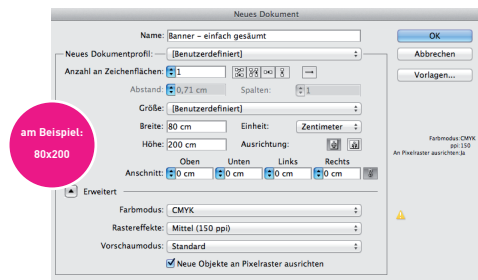 Neues Dokument
Name: Banner – einfach gesäumt
OK
Neues Dokumentprofil: [Benutzerdefiniert]
Abbrechen
Anzahl an Zeichenflächen: 1
Vorlagen...
Abstand: 0,71 cm Spalten: 1
Größe: [Benutzerdefiniert]
Breite: 80 cm Einheit: Zentimeter
Höhe: 200 cm Ausrichtung:
am Beispiel:
80x200
Farbmodus:CMYK
ppi:150
An Pixelraster ausrichten:Ja
Oben Unten Links Rechts
Anschnitt: 0 cm 0 cm 0 cm 0 cm
Erweitert
Farbmodus: CMYK
Rastereffekte: Mittel (150 ppi)
Vorschaumodus: Standard
Neue Objekte an Pixelraster ausrichten